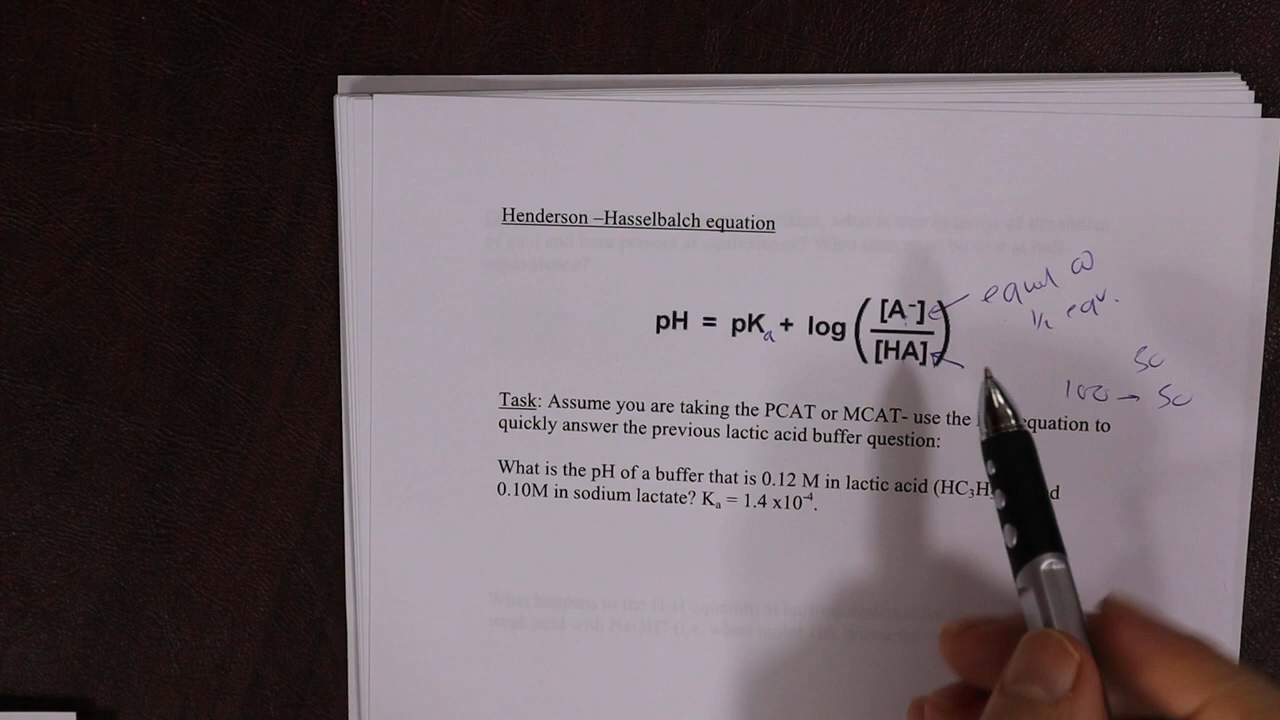 Henderson –Hasselbalch equation
equal @
½ eqv.
pH = pKₐ + log ([A⁻]/[HA])
50
100 → 50
Task: Assume you are taking the PCAT or MCAT- use the equation to
quickly answer the previous lactic acid buffer question:
What is the pH of a buffer that is 0.12 M in lactic acid (HC₃H
0.10M in sodium lactate? Kₐ = 1.4 x10⁻⁴.